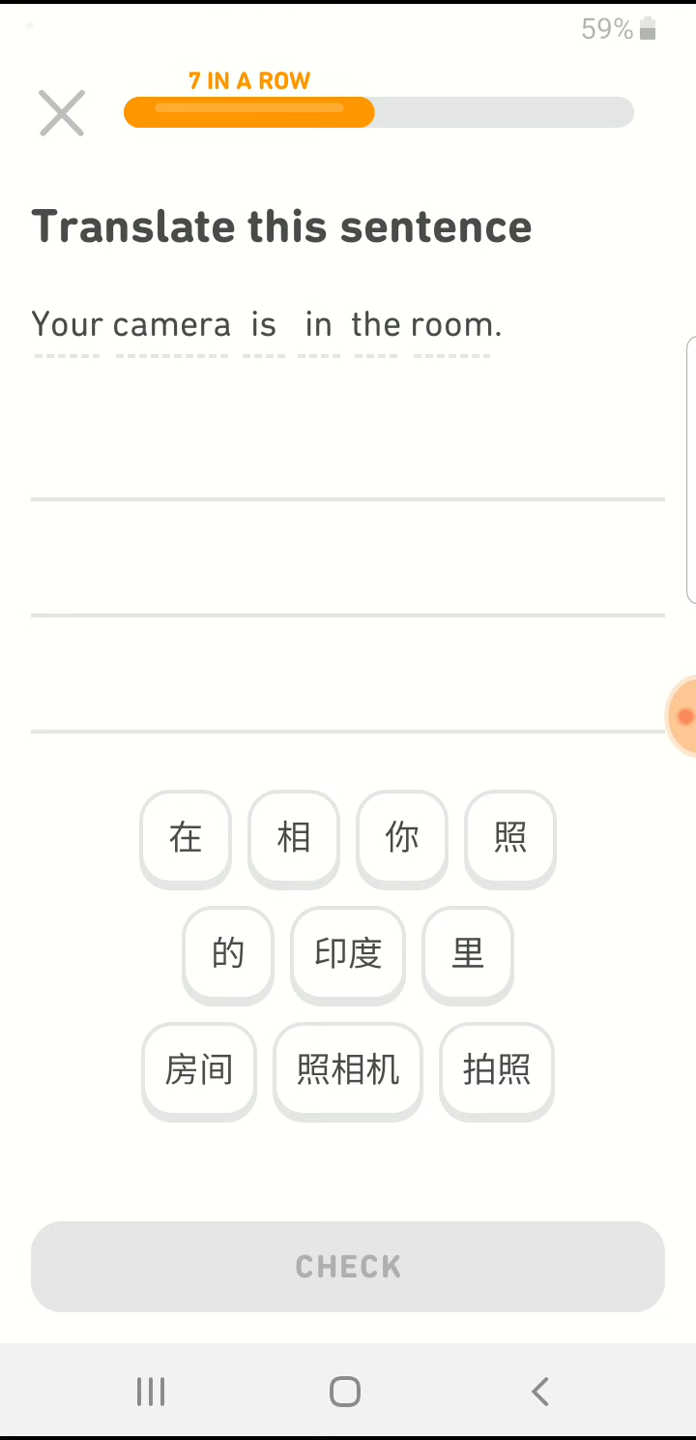 59%
7 IN A ROW
Translate this sentence
Your camera is in the room.
在 相 你 照
的 印度 里
房间 照相机 拍照
CHECK